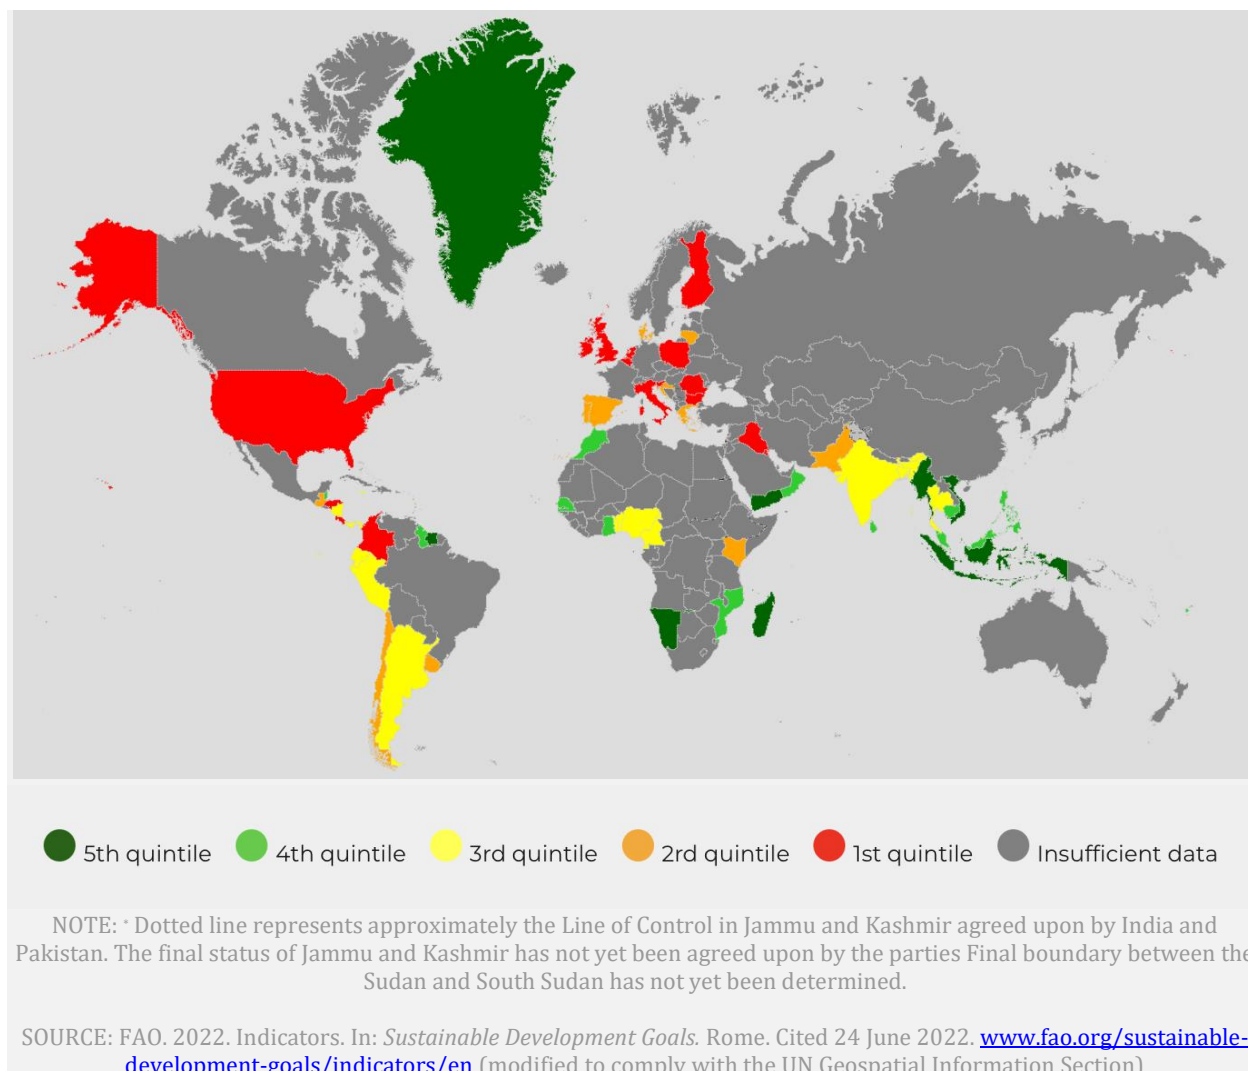 5th quintile 4th quintile 3rd quintile 2rd quintile 1st quintile Insufficient data
NOTE: * Dotted line represents approximately the Line of Control in Jammu and Kashmir agreed upon by India and
Pakistan. The final status of Jammu and Kashmir has not yet been agreed upon by the parties Final boundary between the
Sudan and South Sudan has not yet been determined.
SOURCE: FAO. 2022. Indicators. In: Sustainable Development Goals. Rome. Cited 24 June 2022. www.fao.org/sustainable-
development-goals/indicators/en (modified to comply with the UN Geospatial Information Section)